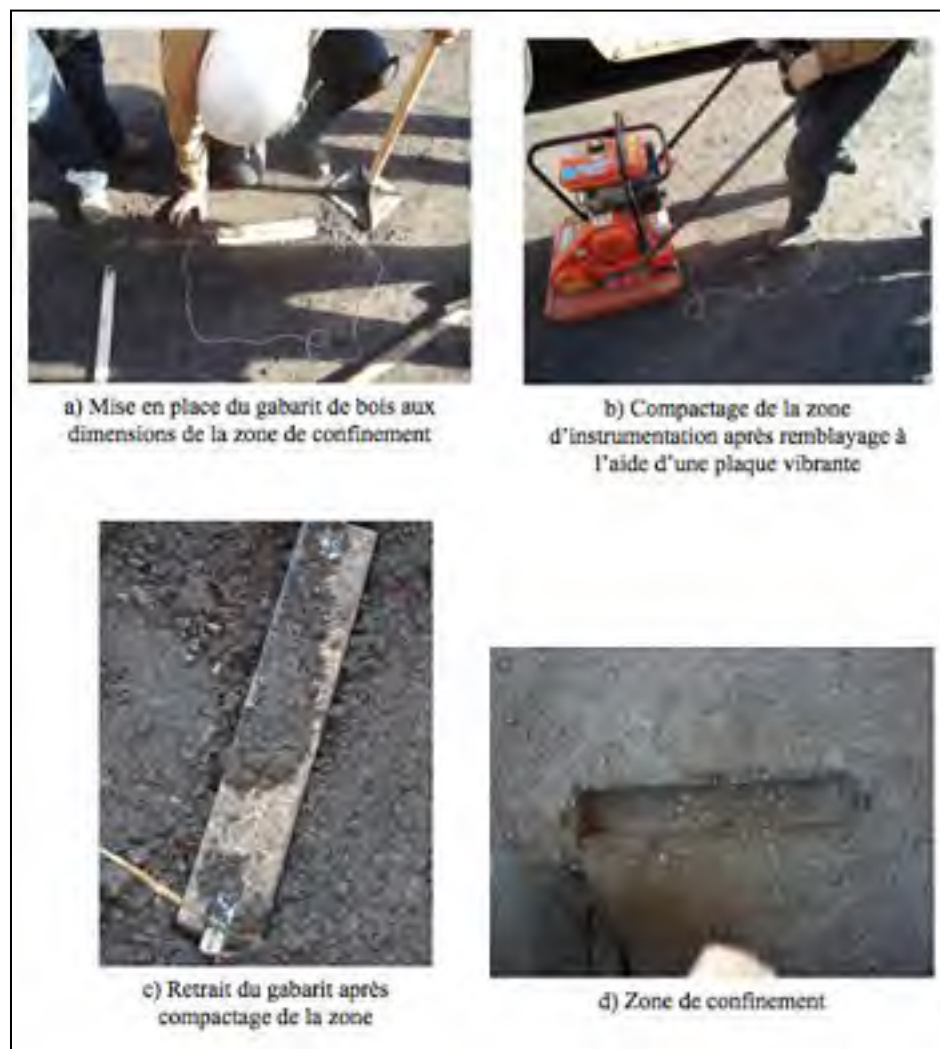 a) Mise en place du gabarit de bois aux
dimensions de la zone de confinement
b) Compactage de la zone
d'instrumentation après remblayage à
l'aide d'une plaque vibrante
c) Retrait du gabarit après
compactage de la zone
d) Zone de confinement